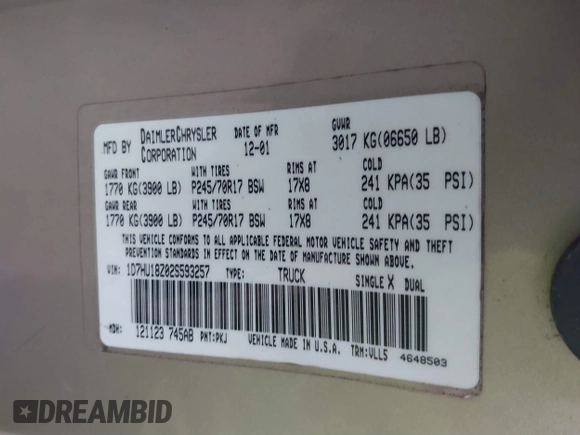 MFD BY DAIMLERCHRYSLER CORPORATION DATE OF MFR 12-01 GVWR 3017 KG(06650 LB)
GAWR FRONT WITH TIRES RIMS AT COLD
1770 KG(3900 LB) P245/70R17 BSW 17X8 241 KPA(35 PSI)
GAWR REAR WITH TIRES RIMS AT COLD
1770 KG(3900 LB) P245/70R17 BSW 17X8 241 KPA(35 PSI)
THIS VEHICLE CONFORMS TO ALL APPLICABLE FEDERAL MOTOR VEHICLE SAFETY AND THEFT
PREVENTION STANDARDS IN EFFECT ON THE DATE OF MANUFACTURE SHOWN ABOVE.
VIN: 1D7HU18Z02S593257 TYPE: TRUCK SINGLE X DUAL
MDH: 121123 745AB PNT:PKJ VEHICLE MADE IN U.S.A. TRM:VLL5 4648503
DREAMBID